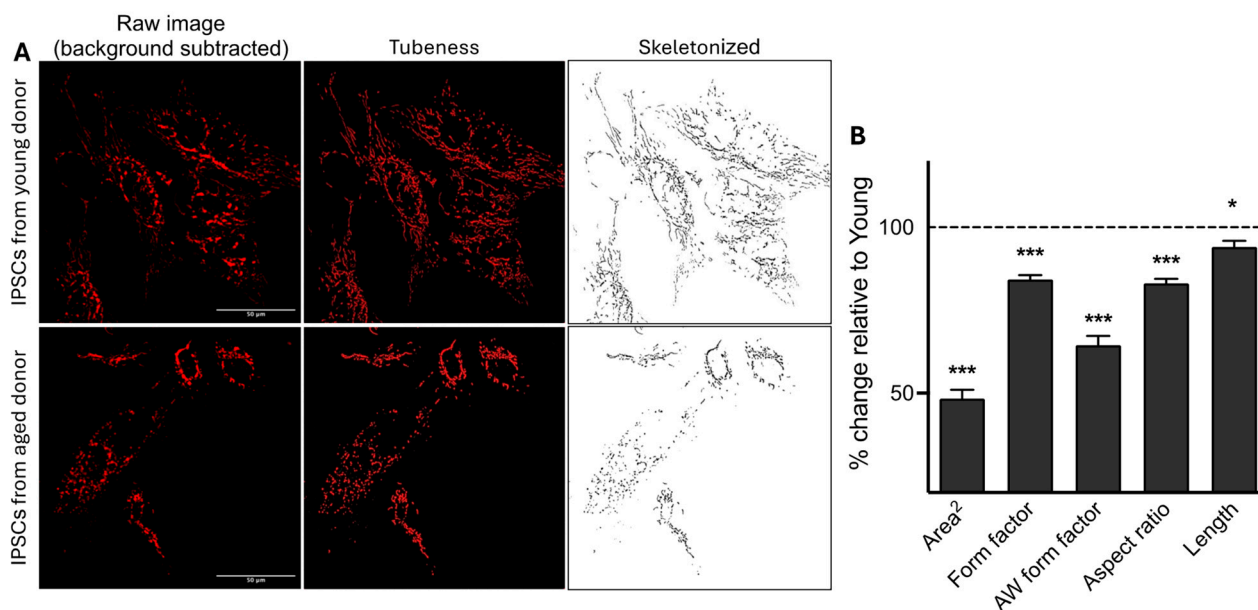 A
Raw image
(background subtracted)
Tubeness
Skeletonized
IPSCs from young donor
50 µm
IPSCs from aged donor
50 µm
B
% change relative to Young
100
50
***
***
***
***
*
Area²
Form factor
AW form factor
Aspect ratio
Length